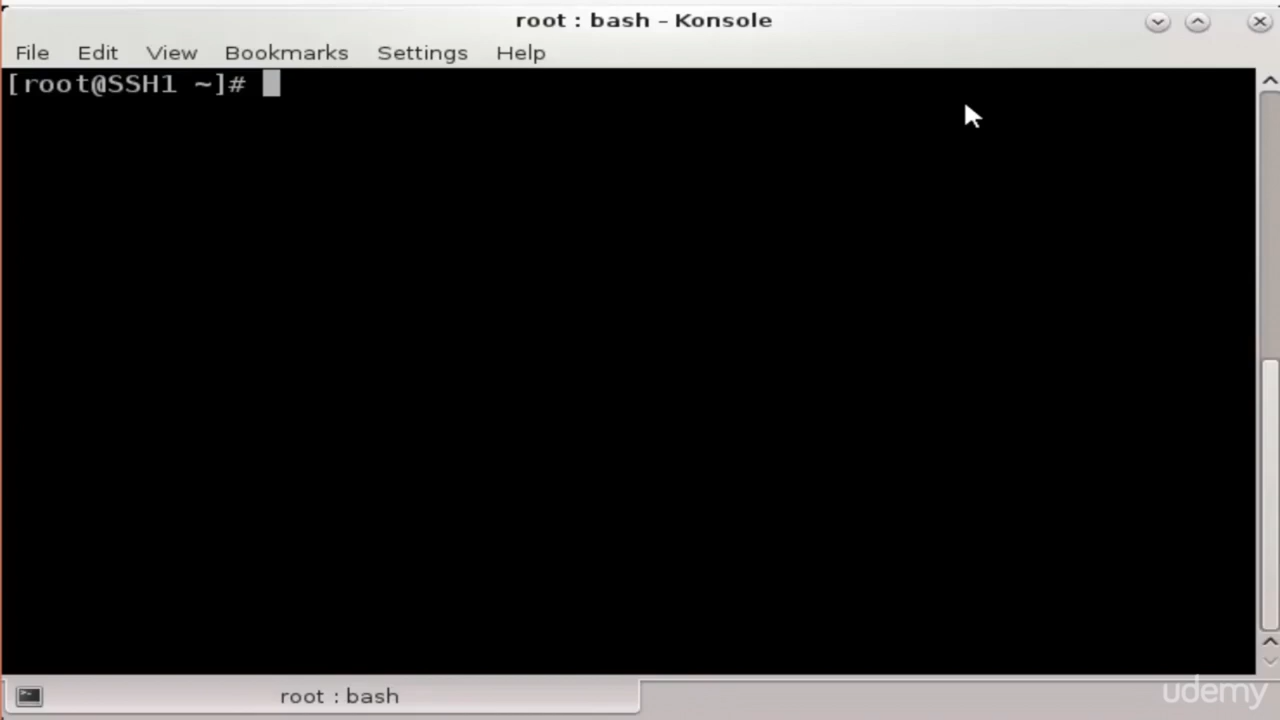 root : bash – Konsole
File Edit View Bookmarks Settings Help
[root@SSH1 ~]#
root : bash
udemy